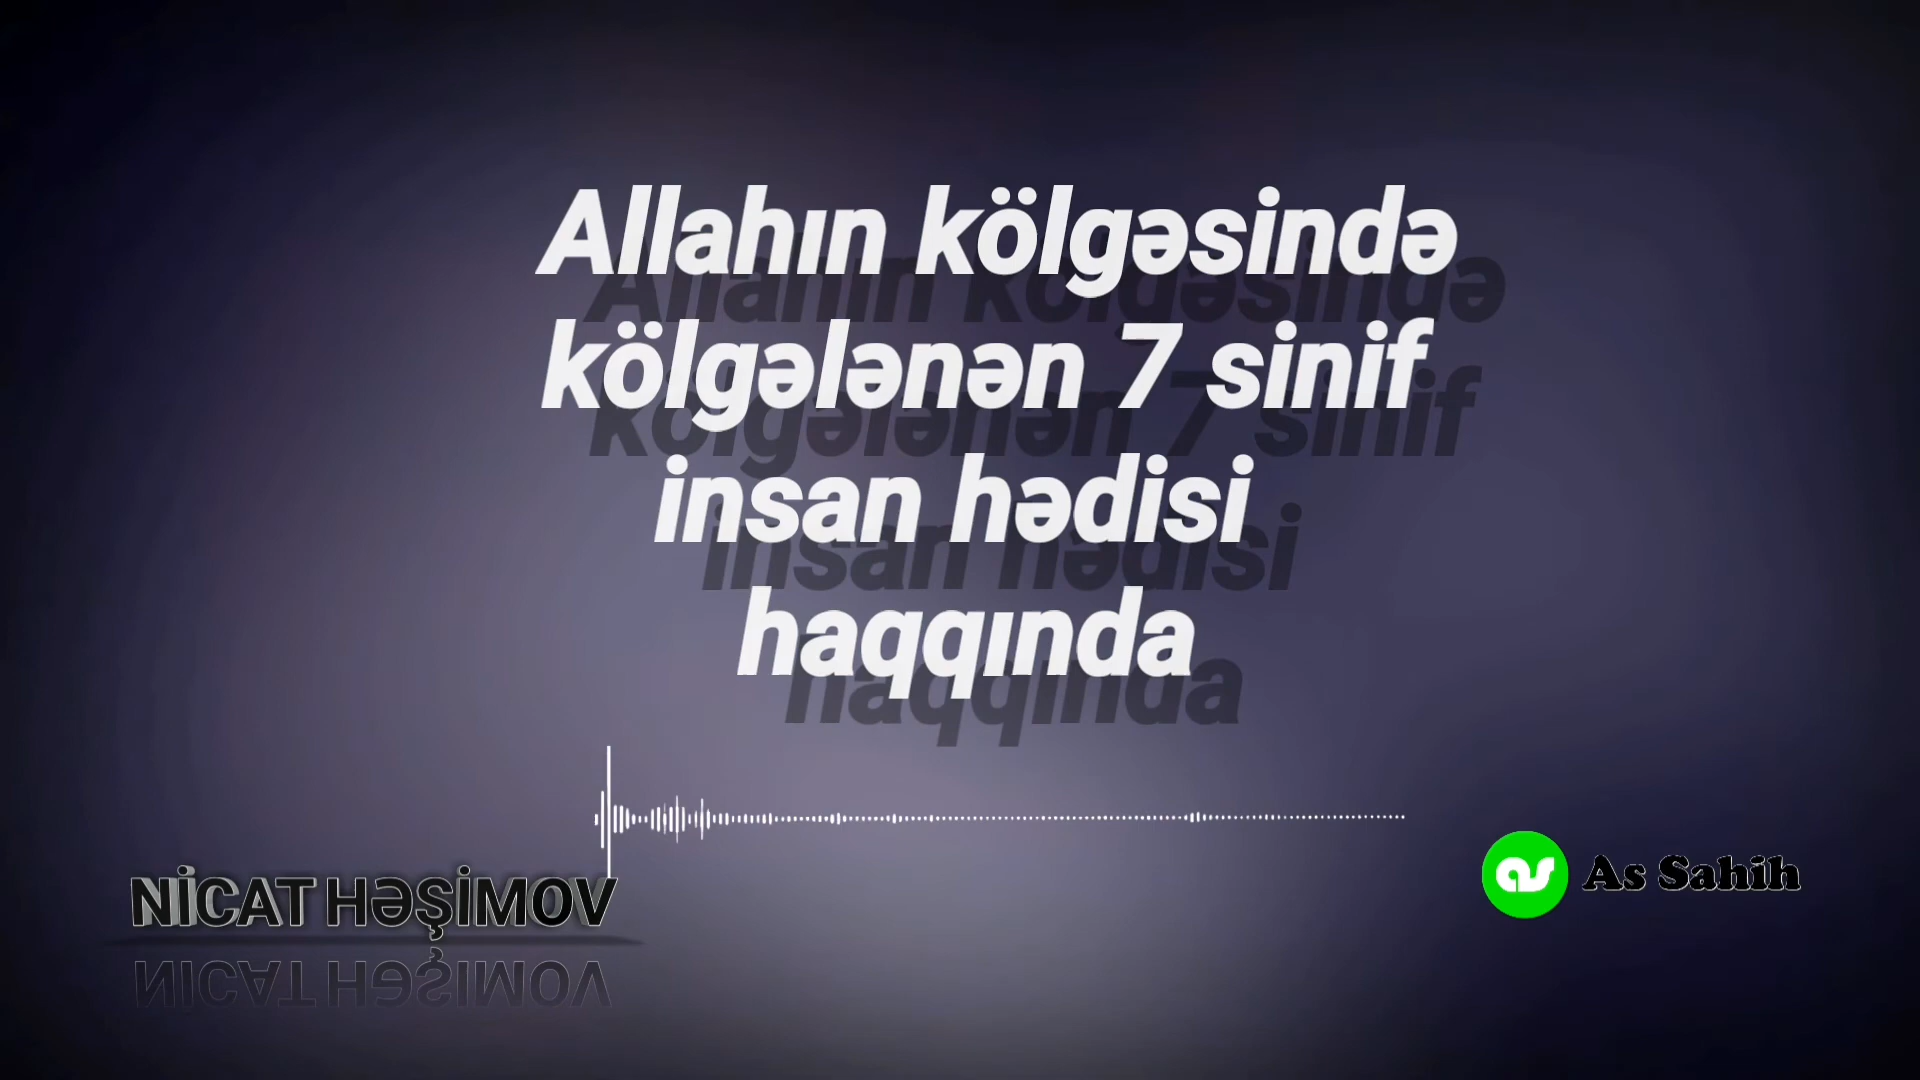 Allahın kölgəsində
kölgələnən 7 sinif
insan hədisi
haqqında
NİCAT HƏŞİMOV
As Sahih